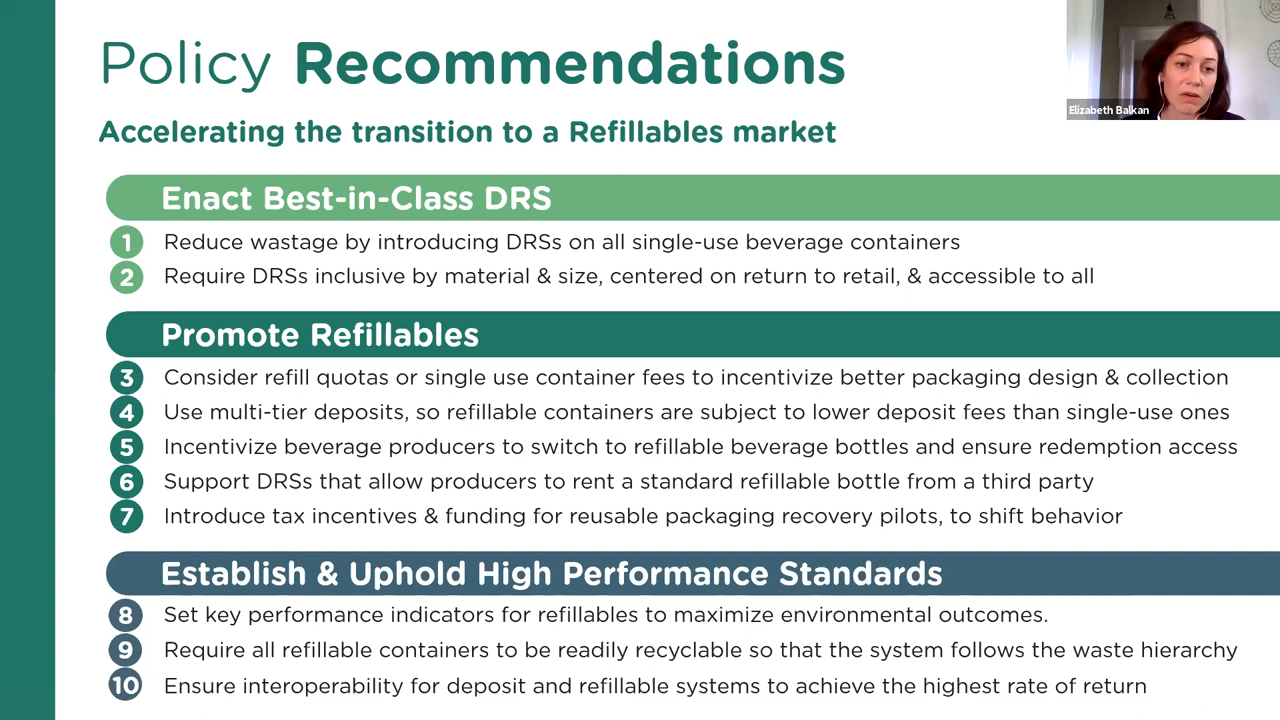 Policy Recommendations
Elizabeth Balkan
Accelerating the transition to a Refillables market
Enact Best-in-Class DRS
1 Reduce wastage by introducing DRSs on all single-use beverage containers
2 Require DRSs inclusive by material & size, centered on return to retail, & accessible to all
Promote Refillables
3 Consider refill quotas or single use container fees to incentivize better packaging design & collection
4 Use multi-tier deposits, so refillable containers are subject to lower deposit fees than single-use ones
5 Incentivize beverage producers to switch to refillable beverage bottles and ensure redemption access
6 Support DRSs that allow producers to rent a standard refillable bottle from a third party
7 Introduce tax incentives & funding for reusable packaging recovery pilots, to shift behavior
Establish & Uphold High Performance Standards
8 Set key performance indicators for refillables to maximize environmental outcomes.
9 Require all refillable containers to be readily recyclable so that the system follows the waste hierarchy
10 Ensure interoperability for deposit and refillable systems to achieve the highest rate of return